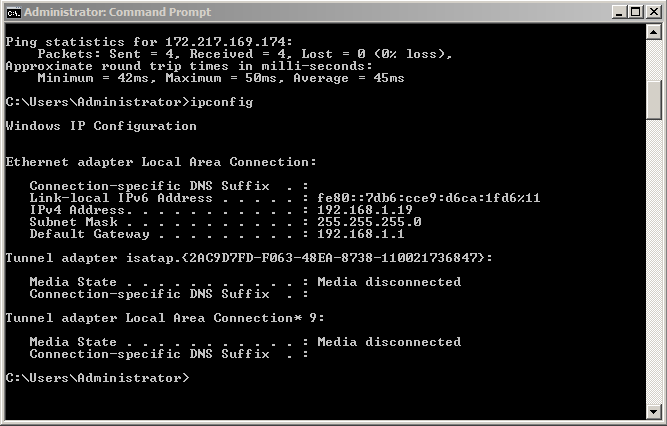 Administrator: Command Prompt
Ping statistics for 172.217.169.174:
    Packets: Sent = 4, Received = 4, Lost = 0 (0% loss),
Approximate round trip times in milli-seconds:
    Minimum = 42ms, Maximum = 50ms, Average = 45ms
C:\Users\Administrator>ipconfig
Windows IP Configuration
Ethernet adapter Local Area Connection:
   Connection-specific DNS Suffix  . :
   Link-local IPv6 Address . . . . . : fe80::7db6:cce9:d6ca:1fd6%11
   IPv4 Address. . . . . . . . . . . : 192.168.1.19
   Subnet Mask . . . . . . . . . . . : 255.255.255.0
   Default Gateway . . . . . . . . . : 192.168.1.1
Tunnel adapter isatap.{2AC9D7FD-F063-48EA-8738-110021736847}:
   Media State . . . . . . . . . . . : Media disconnected
   Connection-specific DNS Suffix  . :
Tunnel adapter Local Area Connection* 9:
   Media State . . . . . . . . . . . : Media disconnected
   Connection-specific DNS Suffix  . :
C:\Users\Administrator>